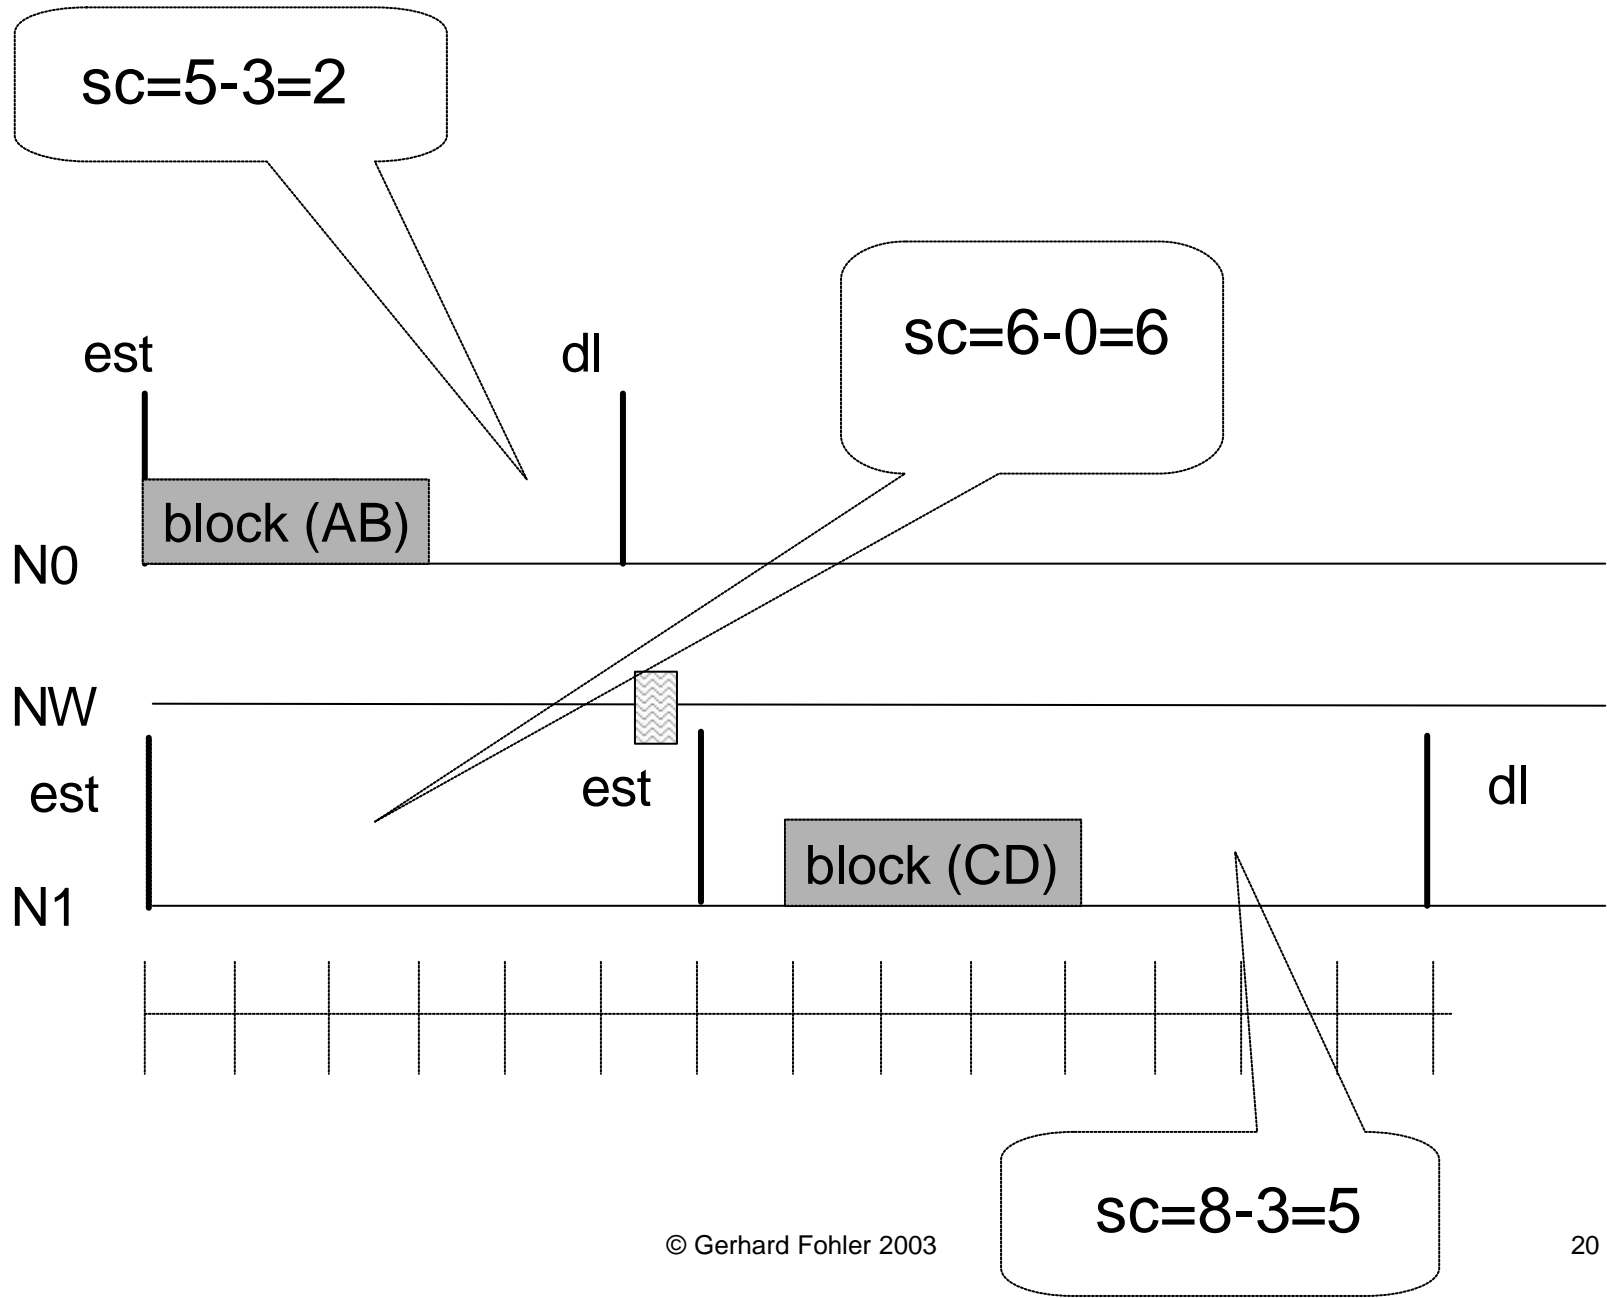 sc=5-3=2
sc=6-0=6
est
dl
block (AB)
N0
NW
est
est
dl
block (CD)
N1
sc=8-3=5
© Gerhard Fohler 2003
20